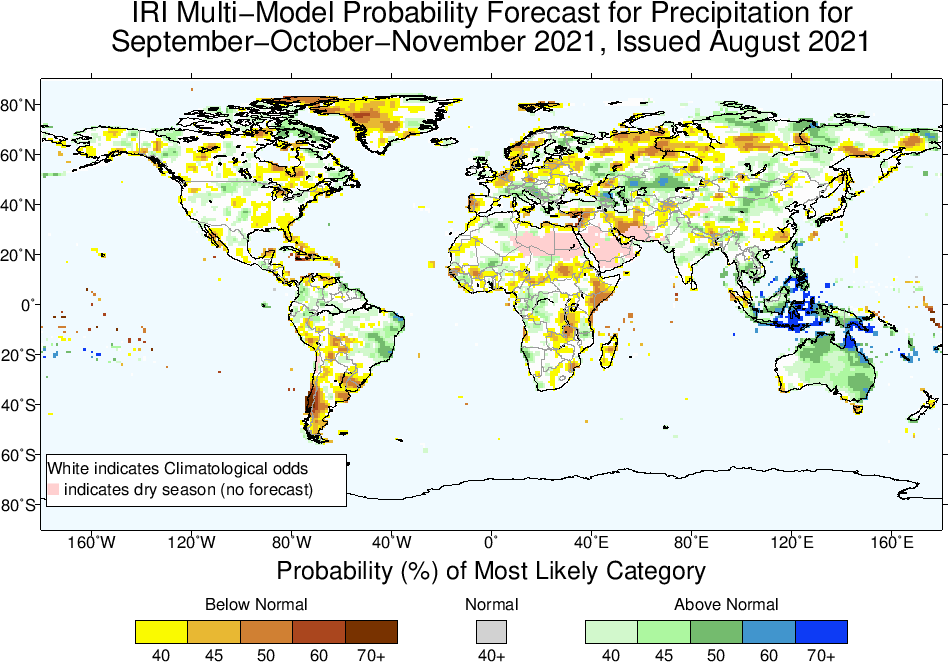 IRI Multi−Model Probability Forecast for Precipitation for
September−October−November 2021, Issued August 2021
80˚N
60˚N
40˚N
20˚N
0˚
20˚S
40˚S
60˚S
80˚S
White indicates Climatological odds
indicates dry season (no forecast)
160˚W 120˚W 80˚W 40˚W 0˚ 40˚E 80˚E 120˚E 160˚E
Probability (%) of Most Likely Category
Below Normal Normal Above Normal
40 45 50 60 70+ 40+ 40 45 50 60 70+